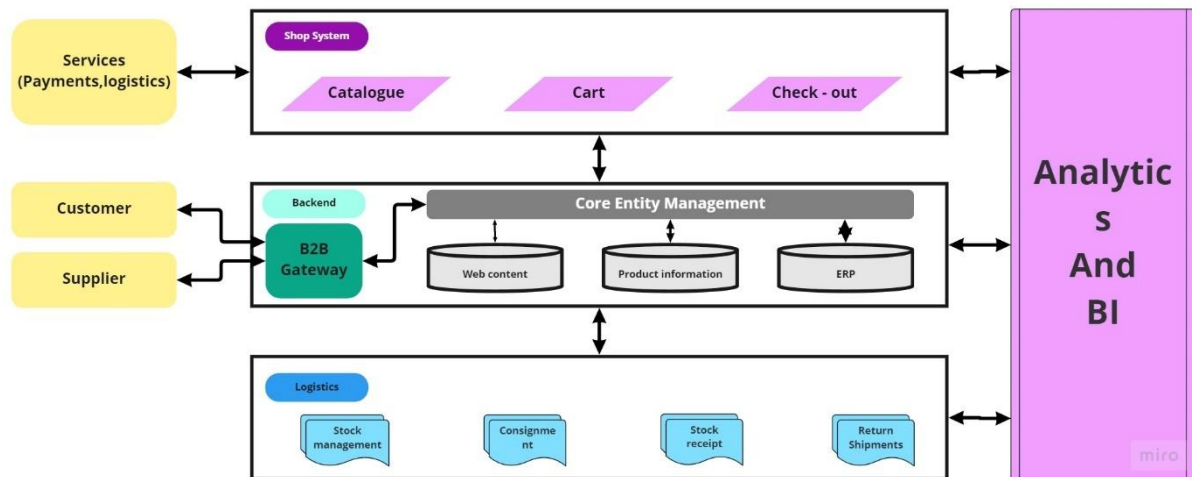 Shop System
Services
(Payments,logistics)
Catalogue
Cart
Check - out
Analytic
s
And
BI
Backend
Core Entity Management
Customer
B2B
Gateway
Supplier
Web content
Product information
ERP
Logistics
Stock
management
Consignme
nt
Stock
receipt
Return
Shipments
miro